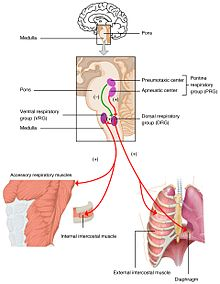 Pons
Medulla
Pneumotaxic center
Apneustic center
Pontine
respiratory
group (PRG)
Pons
(−)
(+)
Ventral respiratory
group (VRG)
Dorsal respiratory
group (DRG)
Medulla
(+)
(+)
Accessory respiratory muscles
Internal intercostal muscle
External intercostal muscle
Diaphragm